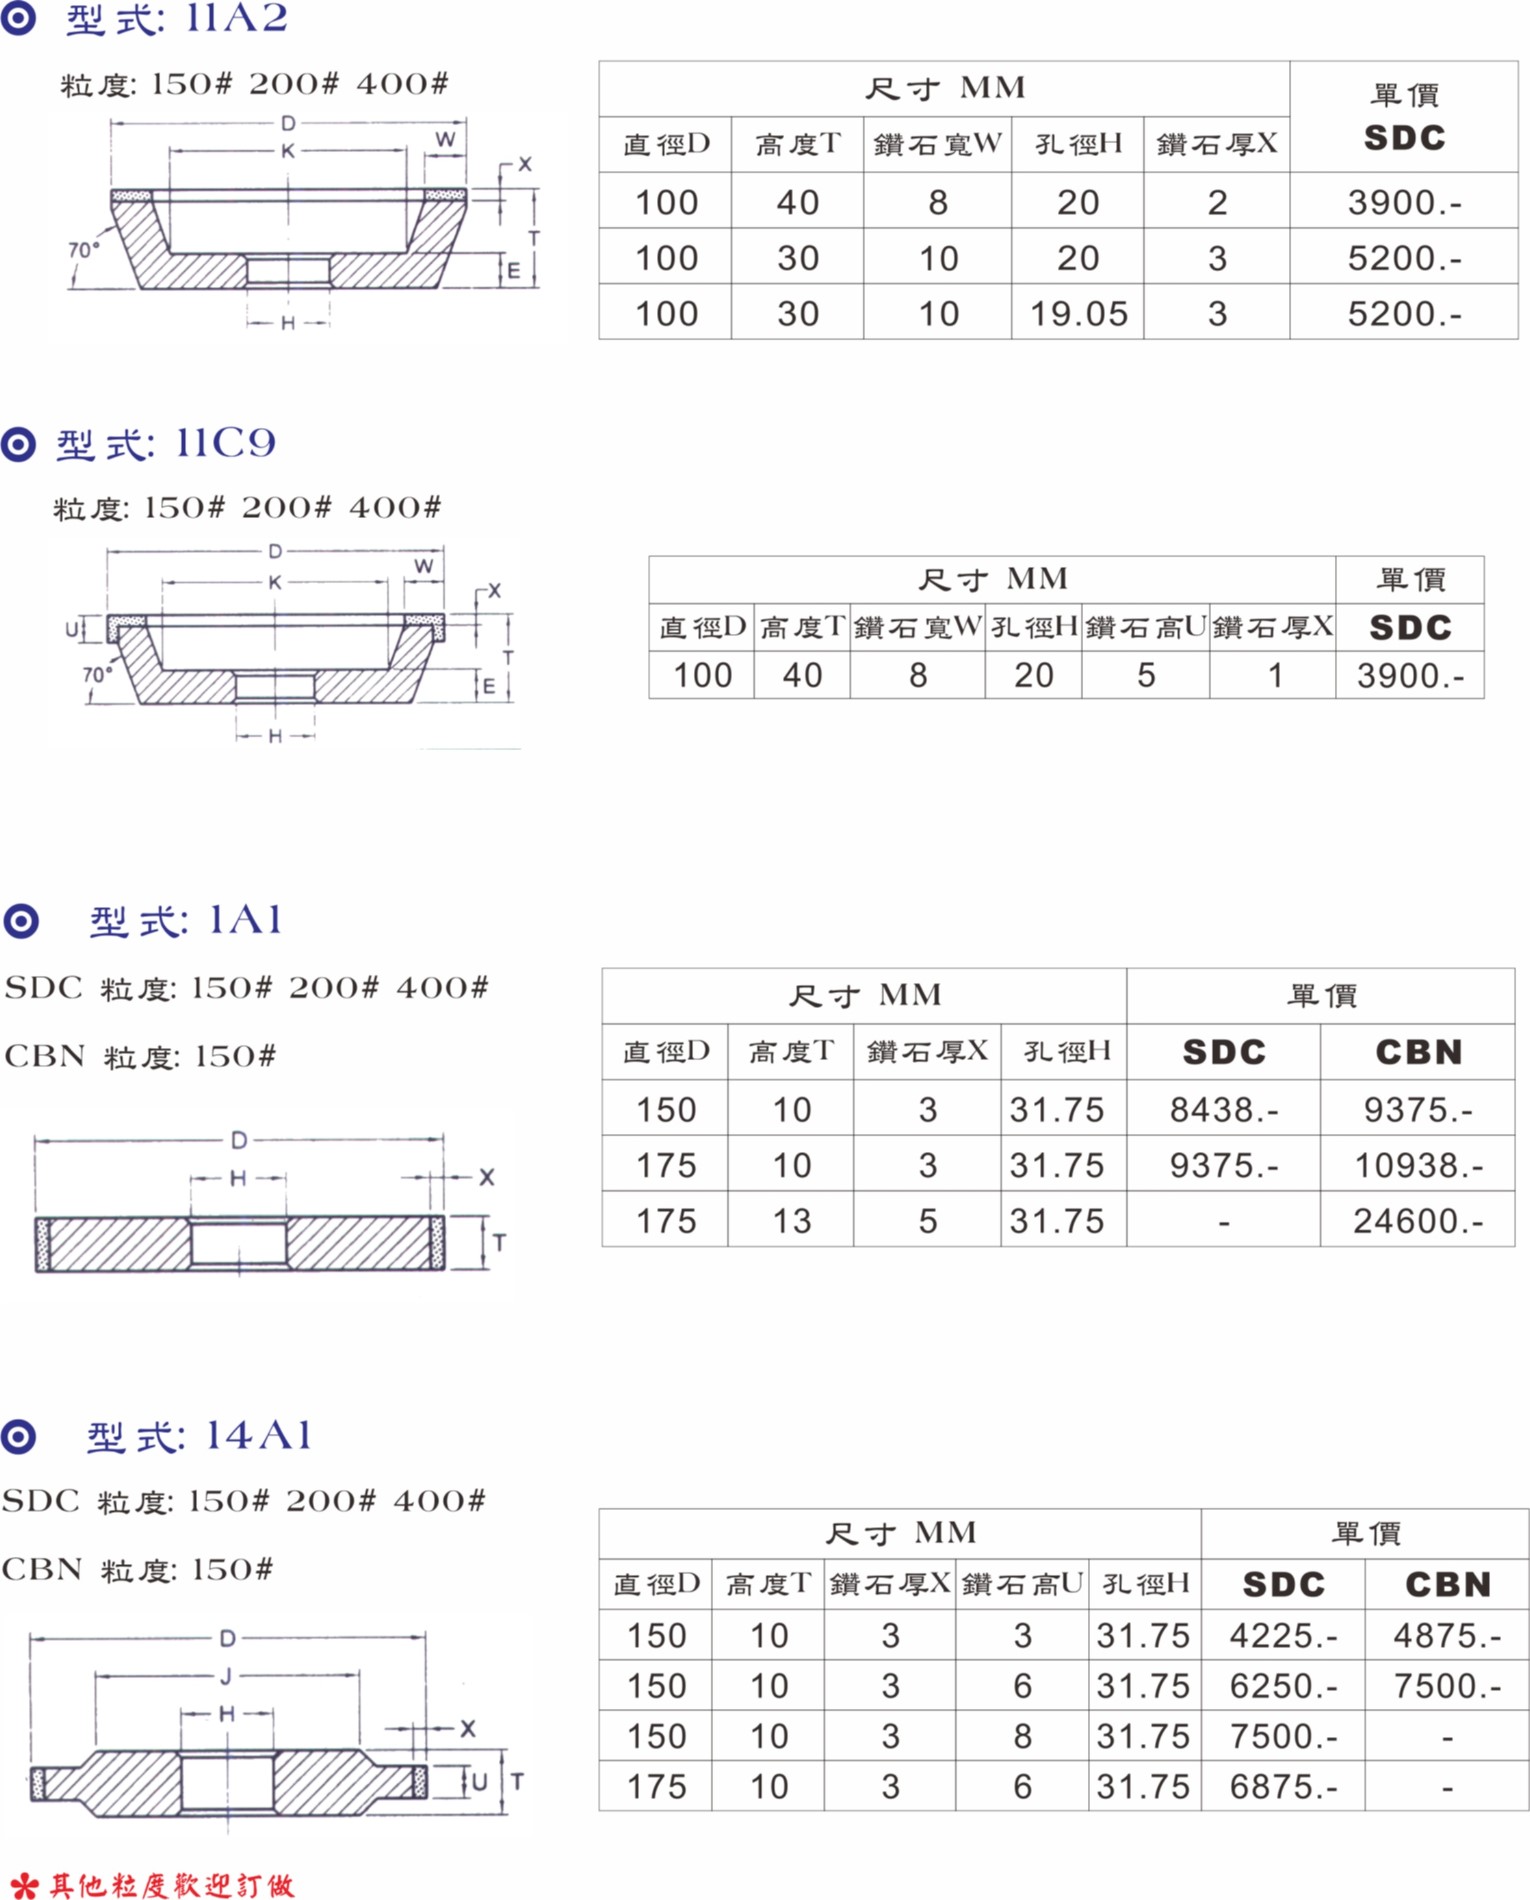 型式: 11A2
粒度: 150# 200# 400#
D
K
W
X
T
E
70°
H
尺寸 MM 單價 SDC
直徑D 高度T 鑽石寬W 孔徑H 鑽石厚X
100 40 8 20 2 3900.-
100 30 10 20 3 5200.-
100 30 10 19.05 3 5200.-
型式: 11C9
粒度: 150# 200# 400#
D
K
W
X
U
T
70°
E
H
尺寸 MM 單價
直徑D 高度T 鑽石寬W 孔徑H 鑽石高U 鑽石厚X SDC
100 40 8 20 5 1 3900.-
型式: 1A1
SDC 粒度: 150# 200# 400#
CBN 粒度: 150#
D
H
X
T
尺寸 MM 單價
直徑D 高度T 鑽石厚X 孔徑H SDC CBN
150 10 3 31.75 8438.- 9375.-
175 10 3 31.75 9375.- 10938.-
175 13 5 31.75 - 24600.-
型式: 14A1
SDC 粒度: 150# 200# 400#
CBN 粒度: 150#
D
J
H
X
U T
尺寸 MM 單價
直徑D 高度T 鑽石厚X 鑽石高U 孔徑H SDC CBN
150 10 3 3 31.75 4225.- 4875.-
150 10 3 6 31.75 6250.- 7500.-
150 10 3 8 31.75 7500.- -
175 10 3 6 31.75 6875.- -
*其他粒度歡迎訂做